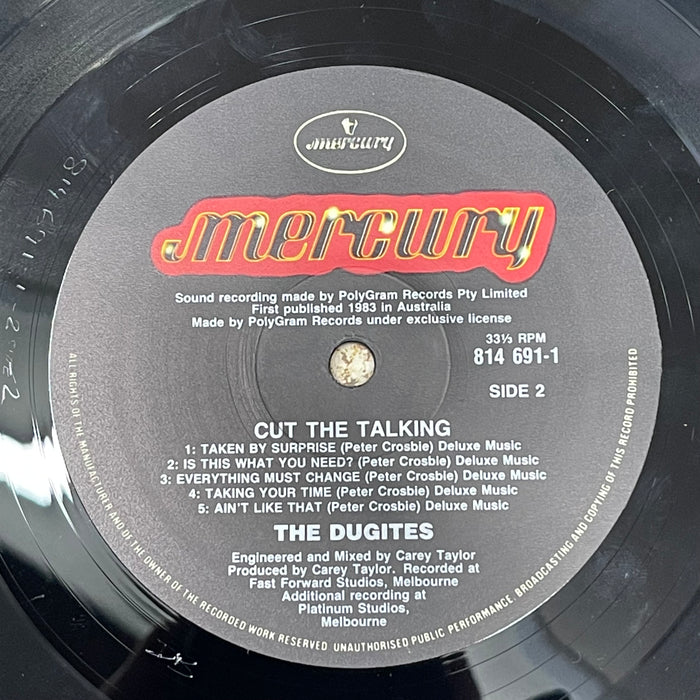 mercury
mercury
Sound recording made by PolyGram Records Pty Limited
First published 1983 in Australia
Made by PolyGram Records under exclusive license
33⅓ RPM
814 691-1
SIDE 2
CUT THE TALKING
1: TAKEN BY SURPRISE (Peter Crosbie) Deluxe Music
2: IS THIS WHAT YOU NEED? (Peter Crosbie) Deluxe Music
3: EVERYTHING MUST CHANGE (Peter Crosbie) Deluxe Music
4: TAKING YOUR TIME (Peter Crosbie) Deluxe Music
5: AIN'T LIKE THAT (Peter Crosbie) Deluxe Music
THE DUGITES
Engineered and Mixed by Carey Taylor
Produced by Carey Taylor. Recorded at
Fast Forward Studios, Melbourne
Additional recording at
Platinum Studios,
Melbourne
ALL RIGHTS OF THE MANUFACTURER AND OF THE OWNER OF THE RECORDED WORK RESERVED. UNAUTHORISED PUBLIC PERFORMANCE, BROADCASTING AND COPYING OF THIS RECORD PROHIBITED